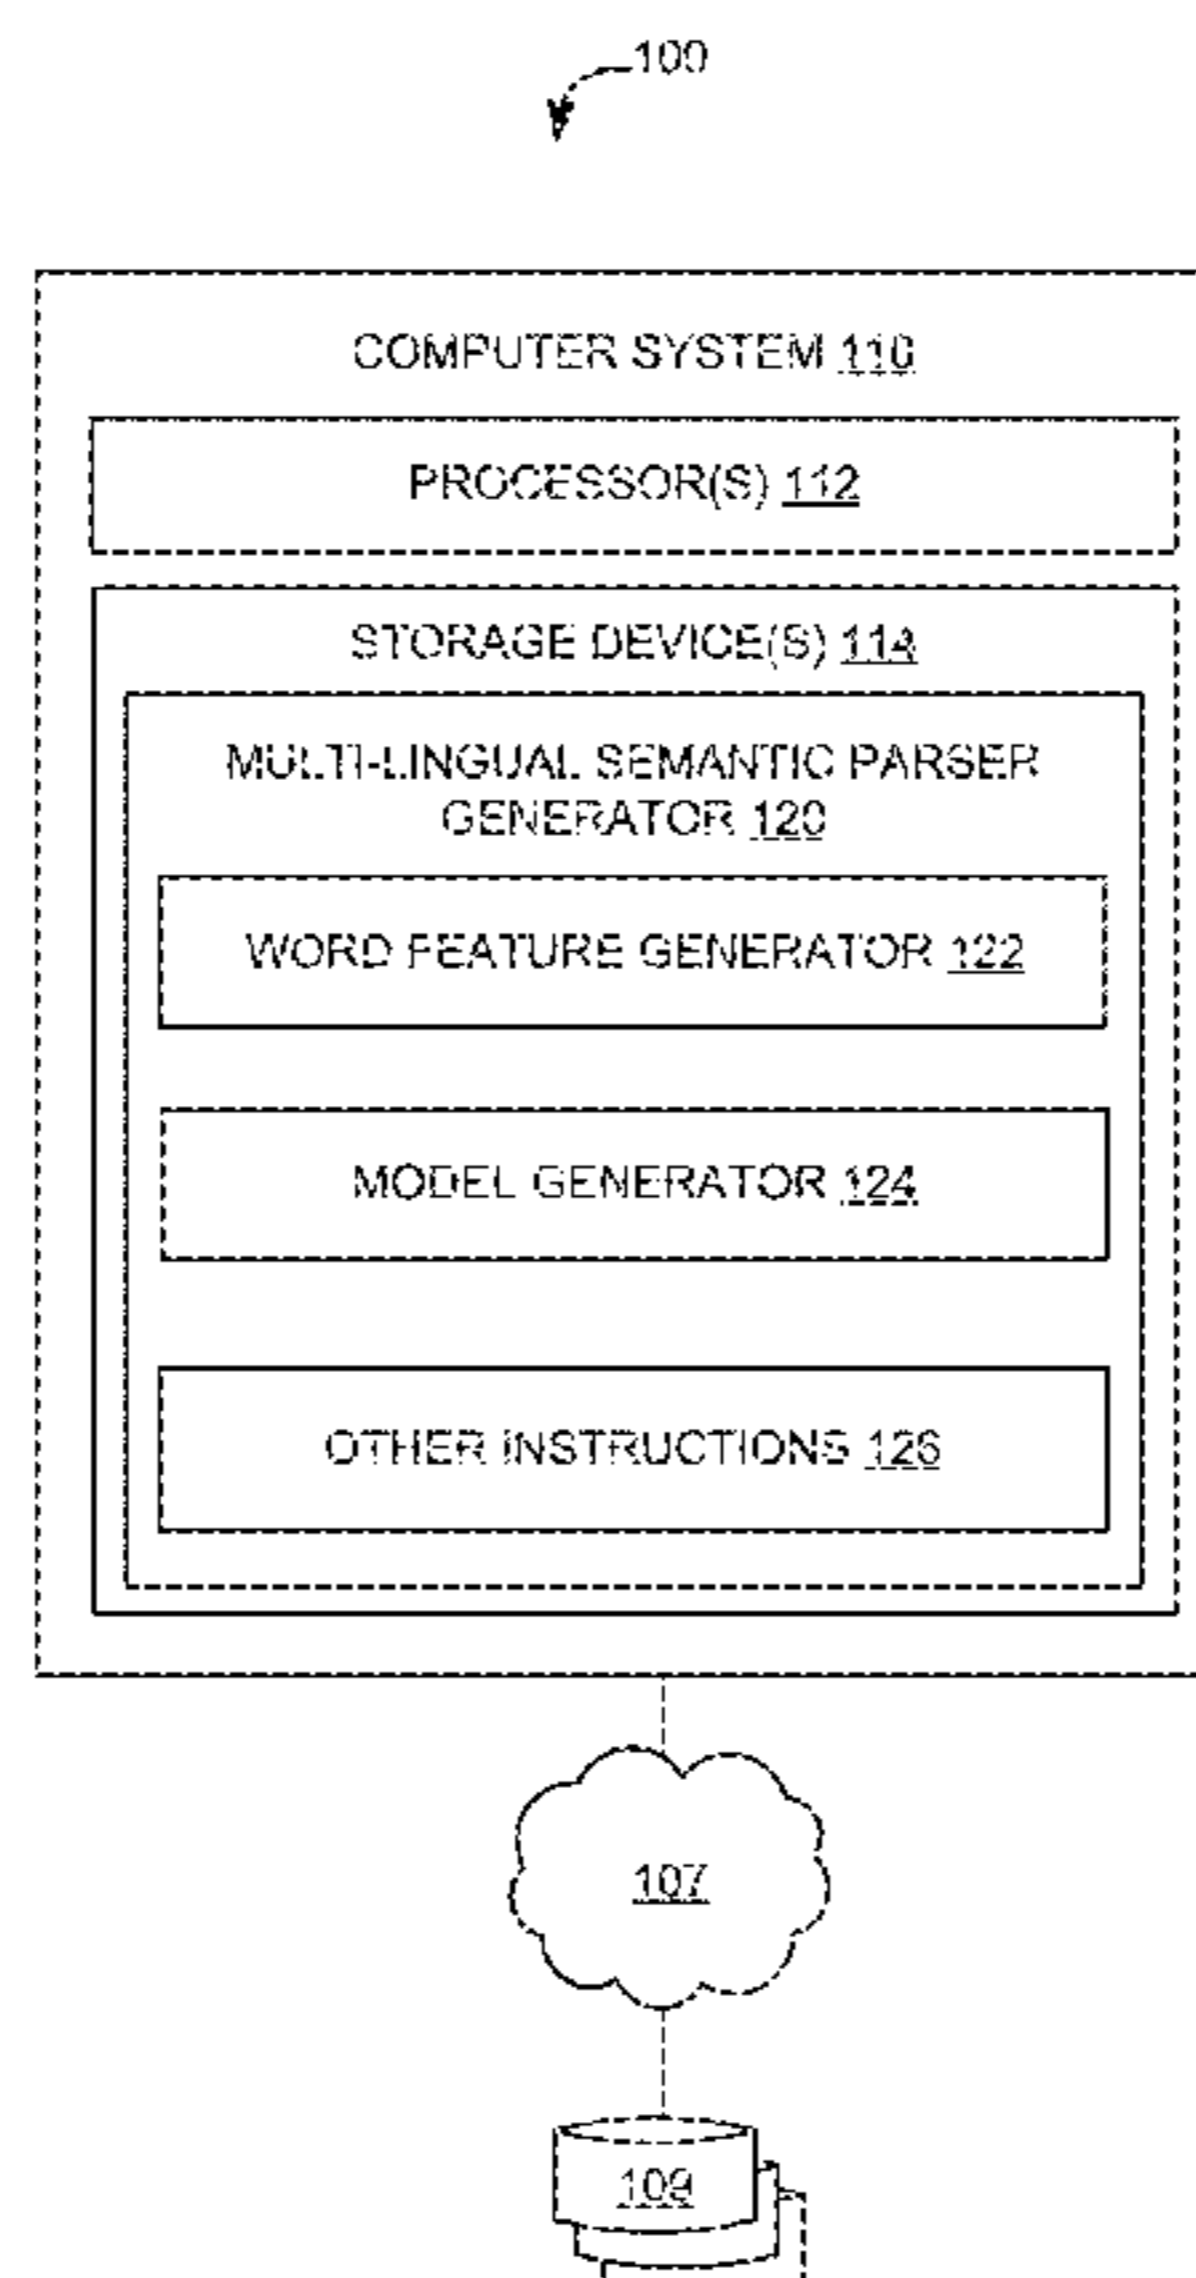 100
COMPUTER SYSTEM 110
PROCESSOR(S) 112
STORAGE DEVICE(S) 114
MULTI-LINGUAL SEMANTIC PARSER
GENERATOR 120
WORD FEATURE GENERATOR 122
MODEL GENERATOR 124
OTHER INSTRUCTIONS 126
107
109